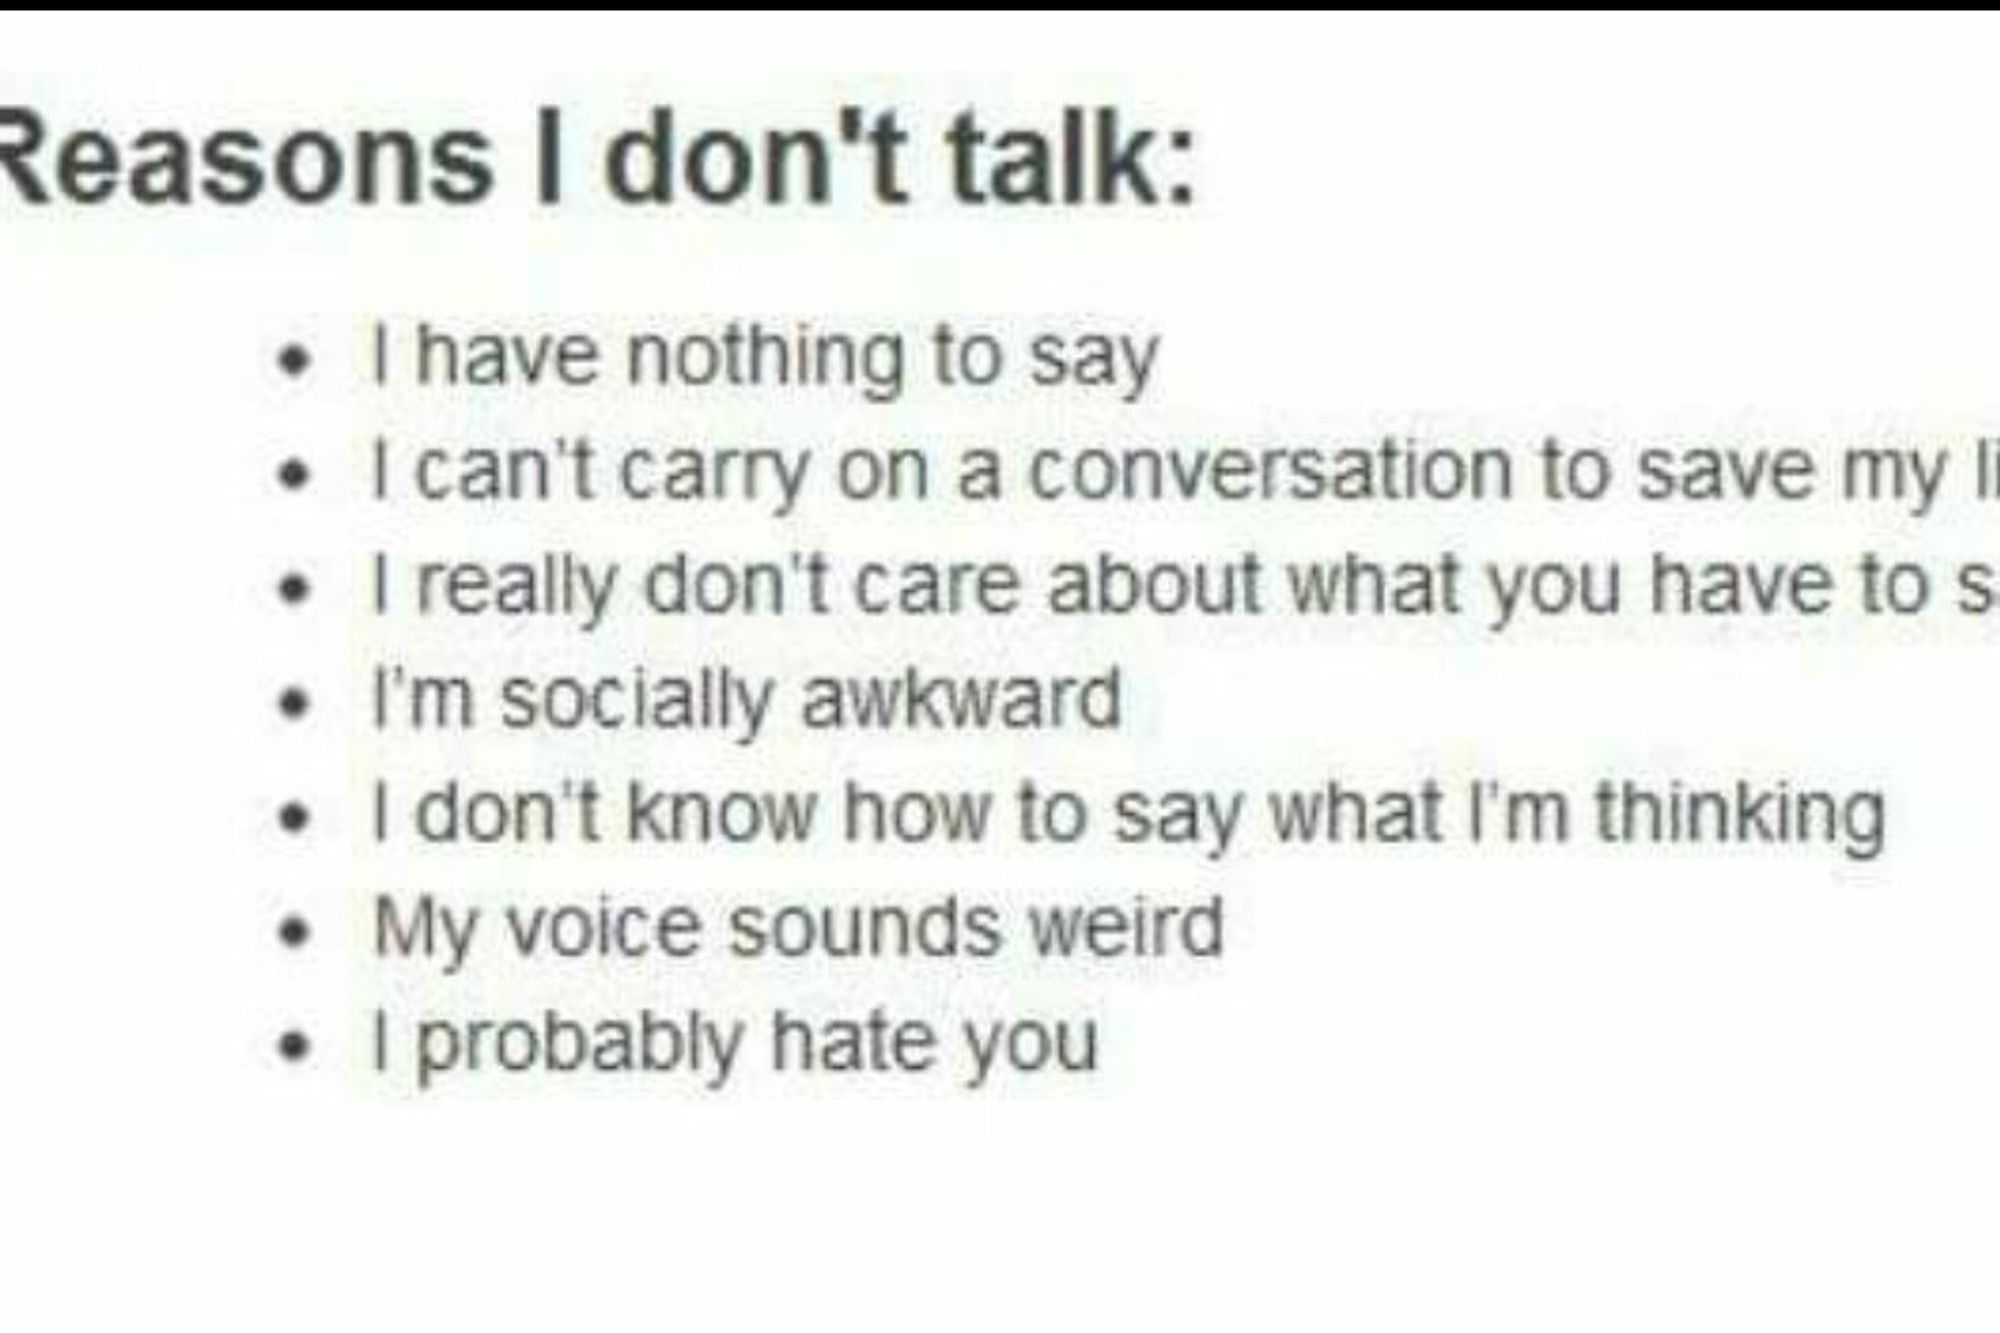 Reasons I don't talk:
• I have nothing to say
• I can't carry on a conversation to save my li
• I really don't care about what you have to s
• I'm socially awkward
• I don't know how to say what I'm thinking
• My voice sounds weird
• I probably hate you